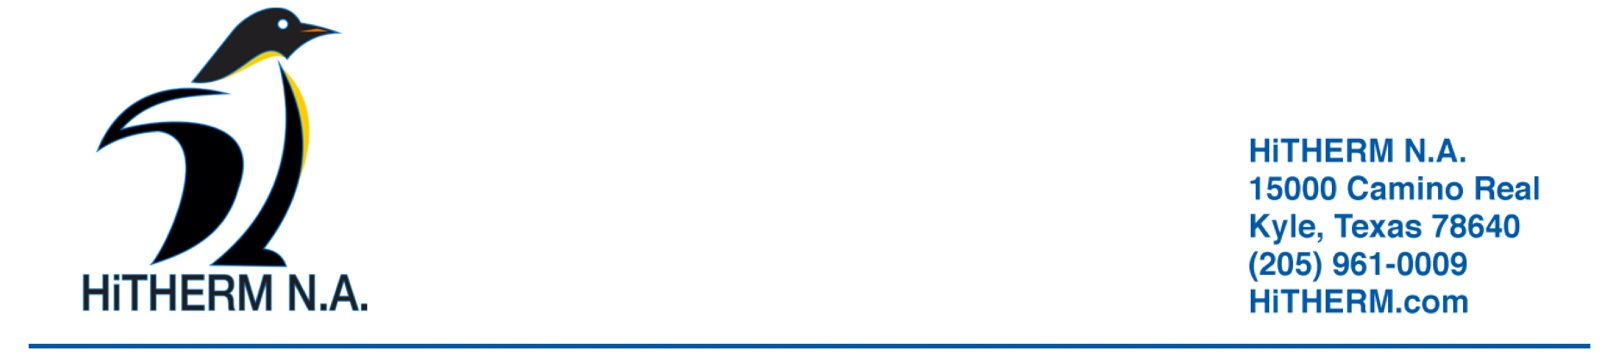 HiTHERM N.A.
HiTHERM N.A.
15000 Camino Real
Kyle, Texas 78640
(205) 961-0009
HiTHERM.com